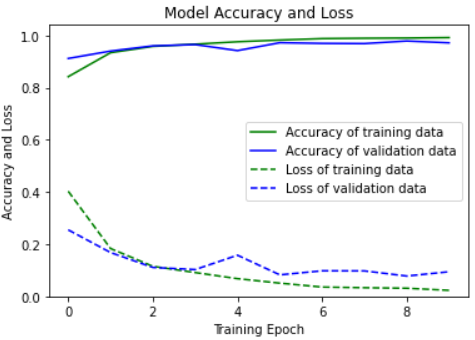 Model Accuracy and Loss
Accuracy and Loss
1.0
0.8
0.6
0.4
0.2
0.0
Accuracy of training data
Accuracy of validation data
Loss of training data
Loss of validation data
0
2
4
6
8
Training Epoch